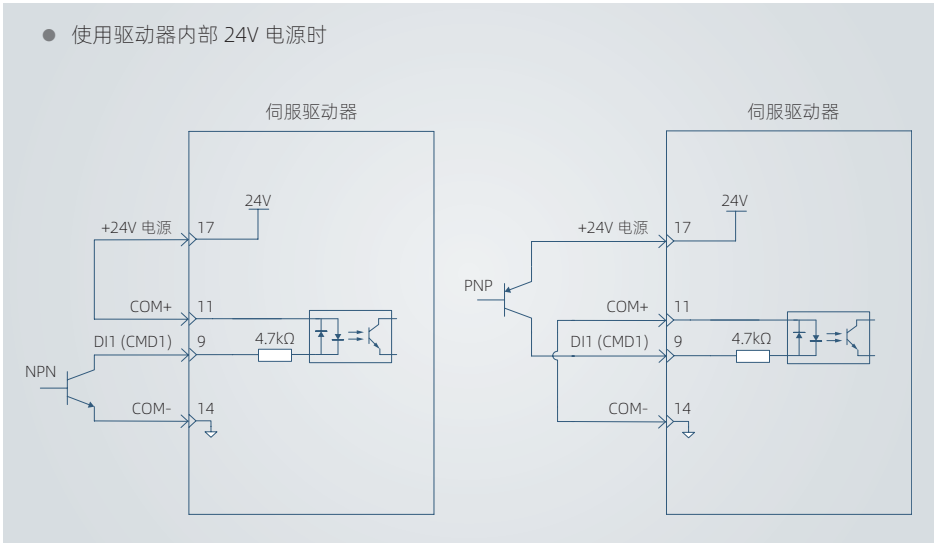 使用驱动器内部 24V 电源时
伺服驱动器
24V
+24V 电源
17
COM+
11
DI1 (CMD1)
9
4.7kΩ
NPN
COM-
14
伺服驱动器
24V
+24V 电源
17
PNP
COM+
11
DI1 (CMD1)
9
4.7kΩ
COM-
14